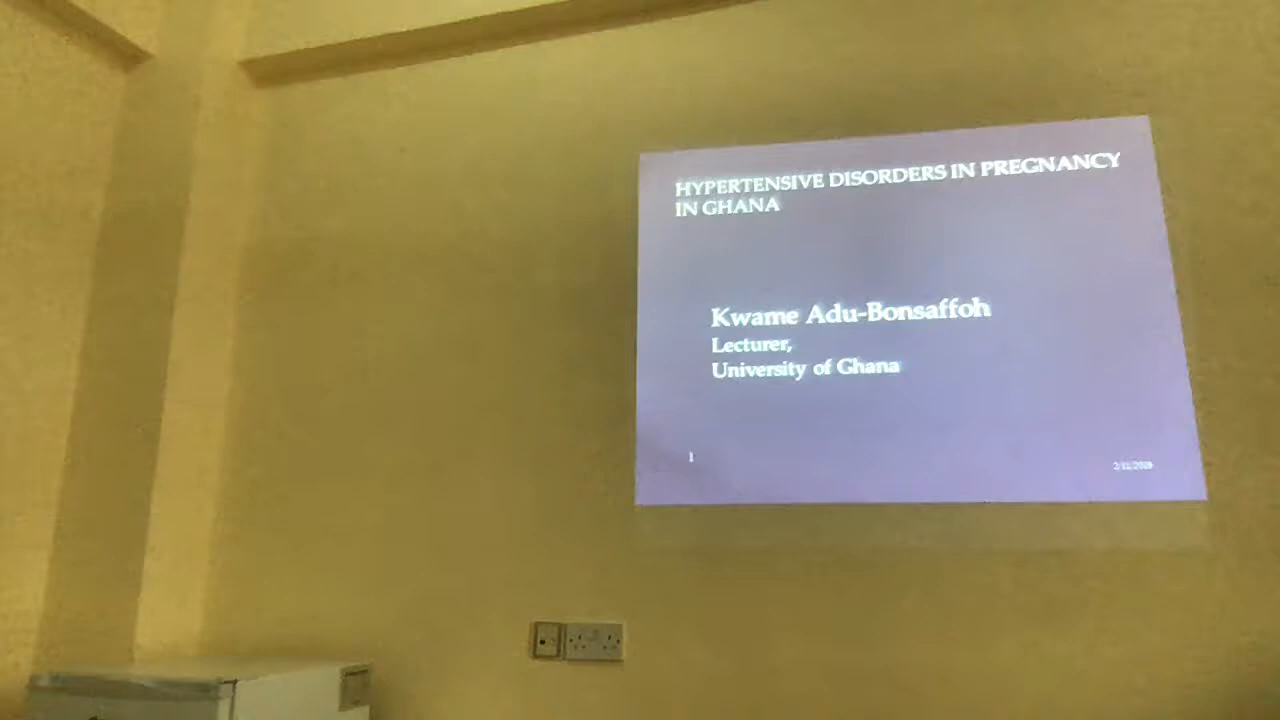 HYPERTENSIVE DISORDERS IN PREGNANCY
IN GHANA
Kwame Adu-Bonsaffoh
Lecturer,
University of Ghana
1